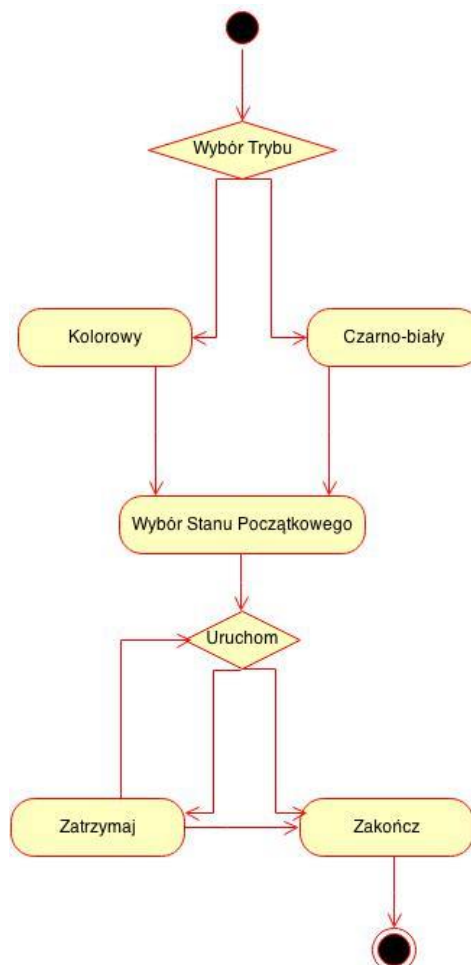 Wybór Trybu
Kolorowy
Czarno-biały
Wybór Stanu Początkowego
Uruchom
Zatrzymaj
Zakończ